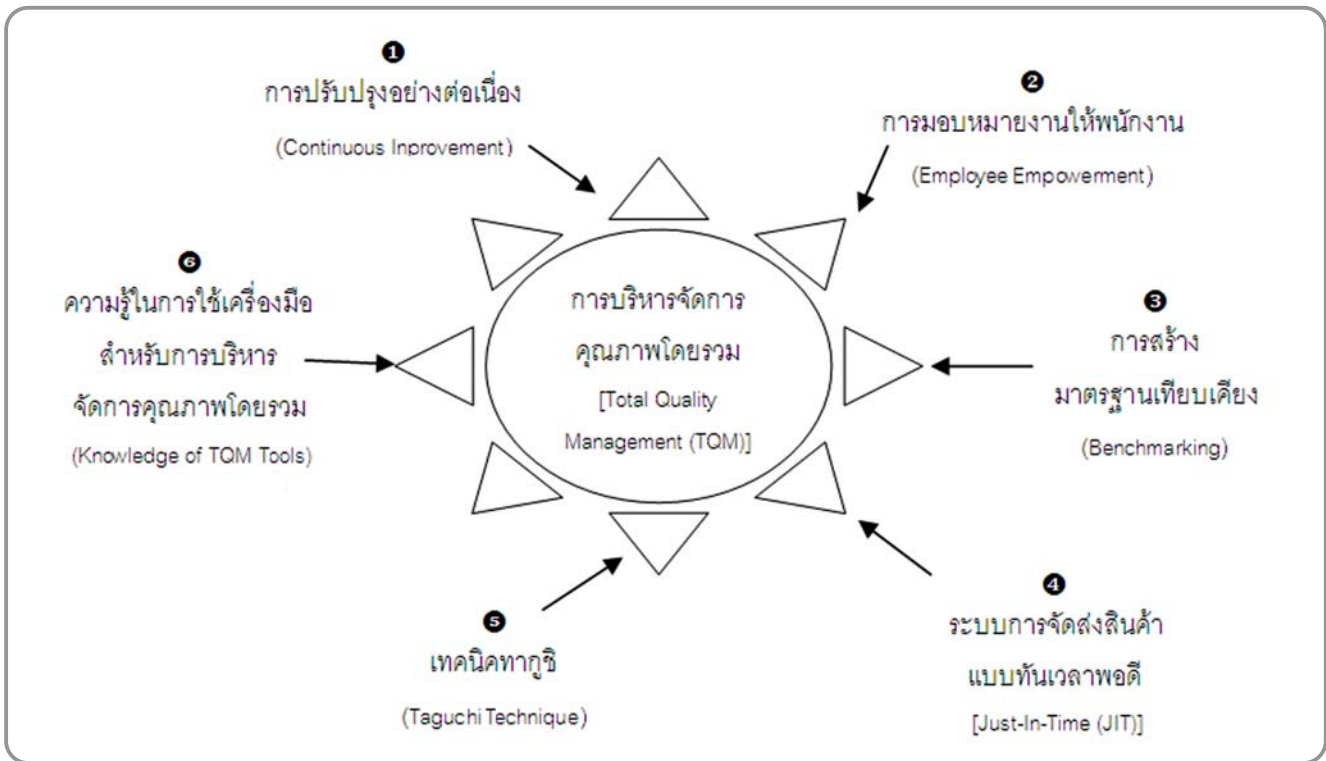 ❶
การปรับปรุงอย่างต่อเนื่อง
(Continuous Inprovement)
❷
การมอบหมายงานให้พนักงาน
(Employee Empowerment)
❸
การสร้าง
มาตรฐานเทียบเคียง
(Benchmarking)
❹
ระบบการจัดส่งสินค้า
แบบทันเวลาพอดี
[Just-In-Time (JIT)]
❺
เทคนิคทากูชิ
(Taguchi Technique)
❻
ความรู้ในการใช้เครื่องมือ
สำหรับการบริหาร
จัดการคุณภาพโดยรวม
(Knowledge of TQM Tools)
การบริหารจัดการ
คุณภาพโดยรวม
[Total Quality
Management (TQM)]